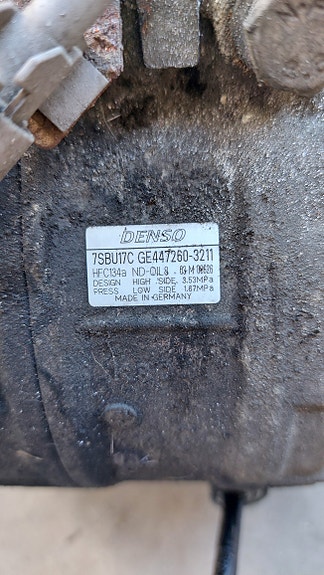 DENSO
7SBU17C GE447260-3211
HFC134a ND-OIL8
DESIGN HIGH SIDE 3.53MPa
PRESS LOW SIDE 1.67MPa
MADE IN GERMANY